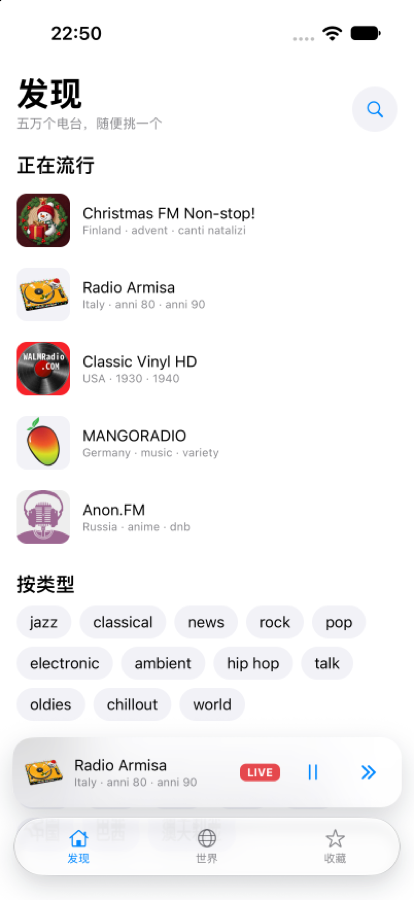 22:50
发现
五万个电台，随便挑一个
正在流行
Christmas FM Non-stop!
Finland · advent · canti natalizi
Radio Armisa
Italy · anni 80 · anni 90
WALMRadio
.COM
Classic Vinyl HD
USA · 1930 · 1940
MANGORADIO
Germany · music · variety
Anon.FM
Russia · anime · dnb
按类型
jazz classical news rock pop
electronic ambient hip hop talk
oldies chillout world
Radio Armisa
Italy · anni 80 · anni 90
LIVE
发现 世界 收藏